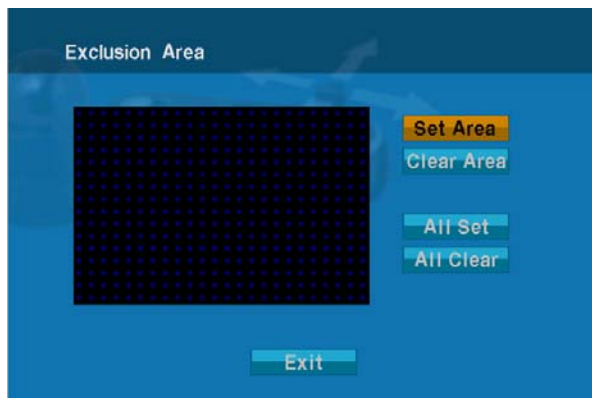 Exclusion Area
Set Area
Clear Area
All Set
All Clear
Exit